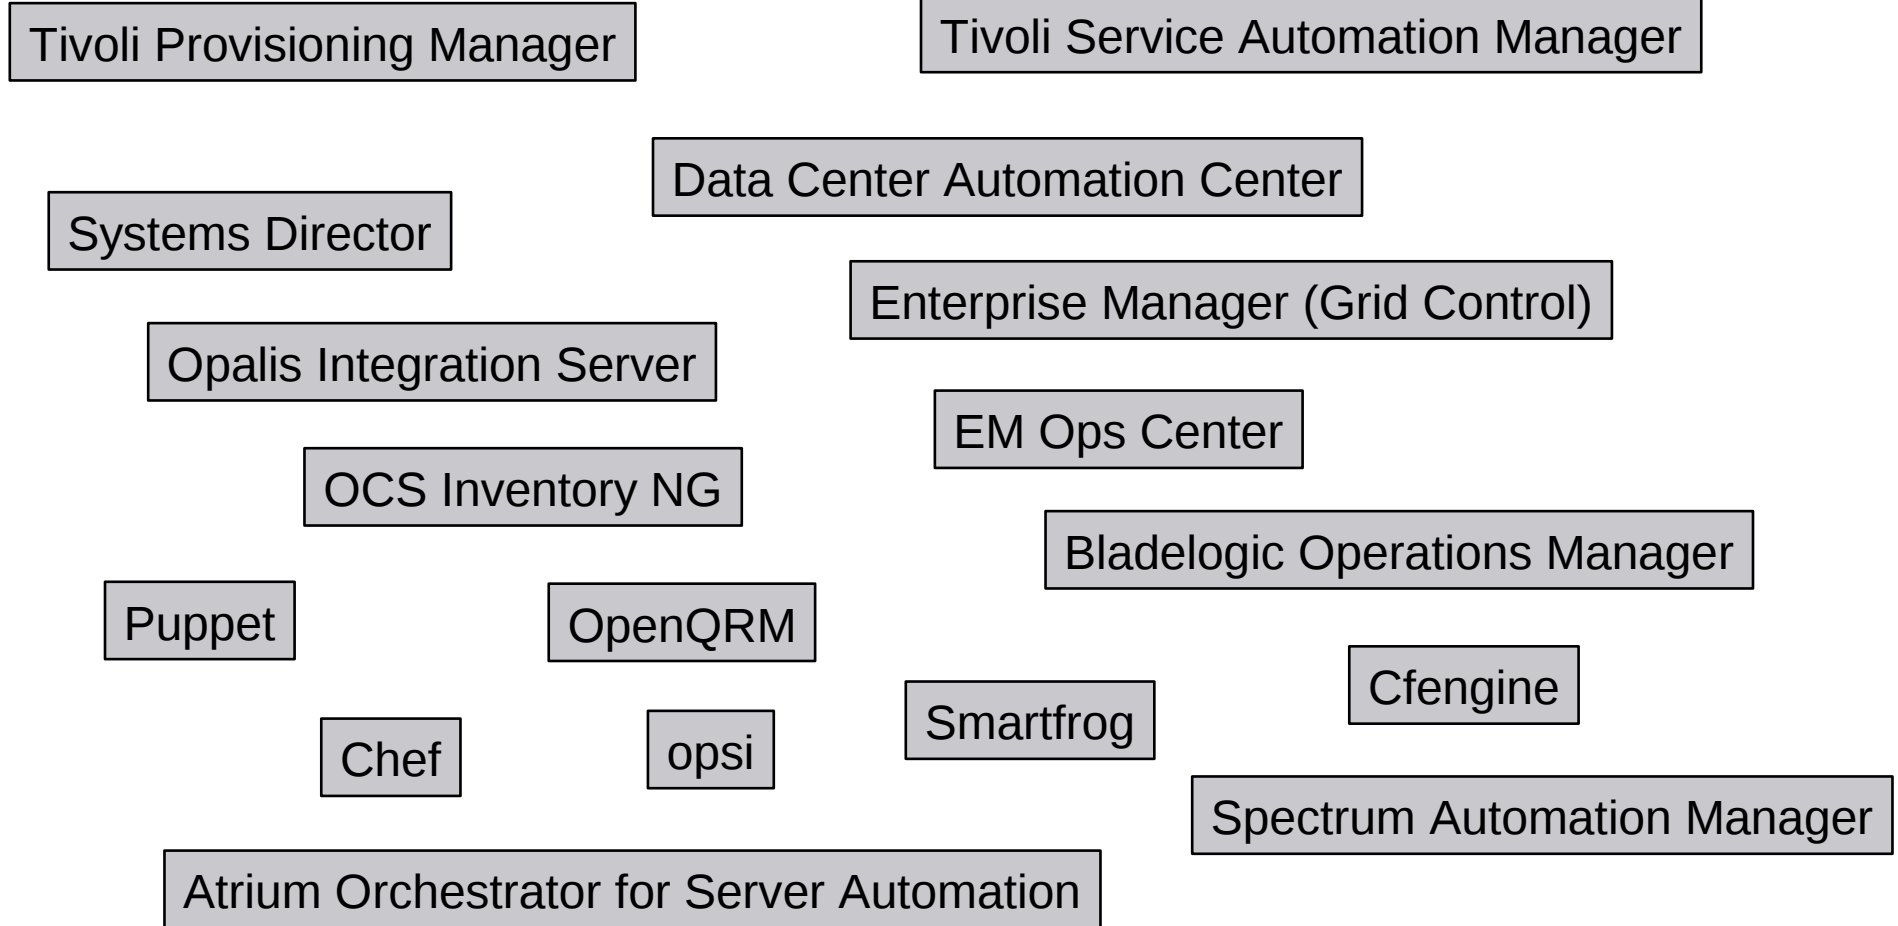 Tivoli Provisioning Manager
Tivoli Service Automation Manager
Data Center Automation Center
Systems Director
Enterprise Manager (Grid Control)
Opalis Integration Server
EM Ops Center
OCS Inventory NG
Bladelogic Operations Manager
Puppet
OpenQRM
Cfengine
Smartfrog
Chef
opsi
Spectrum Automation Manager
Atrium Orchestrator for Server Automation